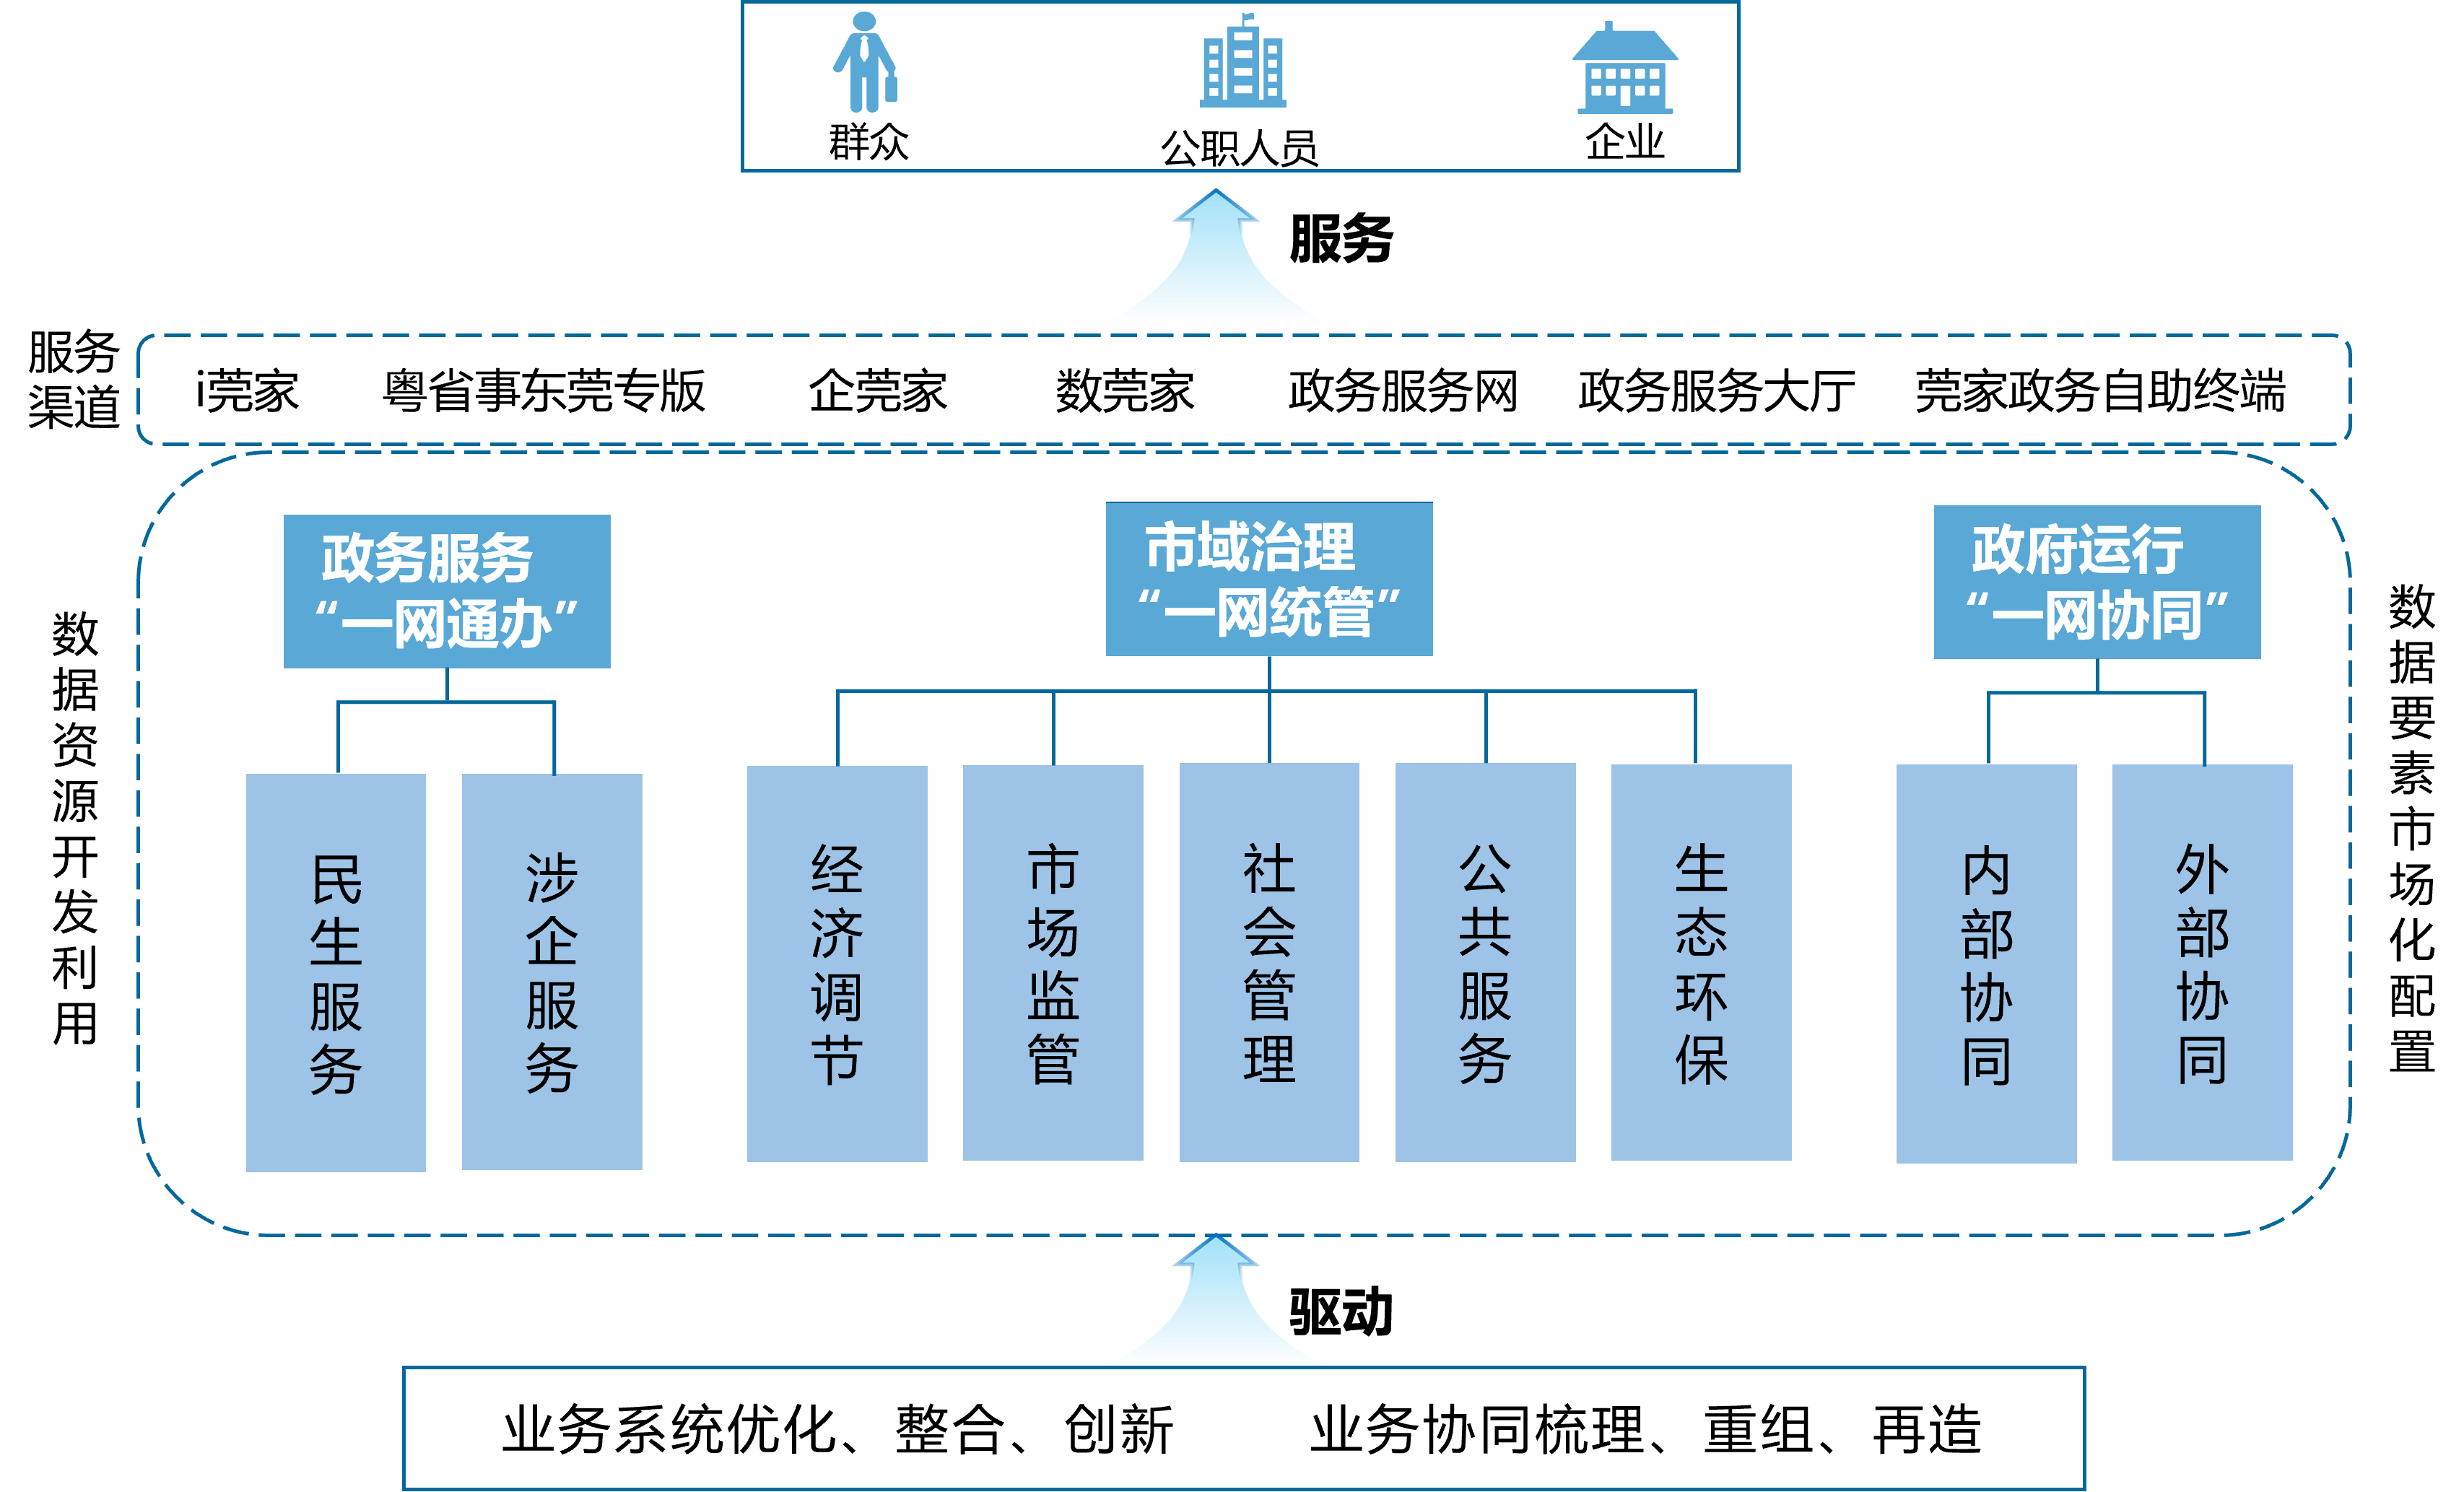 群众
公职人员
企业
服务
服务
渠道
i莞家
粤省事东莞专版
企莞家
数莞家
政务服务网
政务服务大厅
莞家政务自助终端
数据资源开发利用
政务服务
“一网通办”
民生服务
涉企服务
市域治理
“一网统管”
经济调节
市场监管
社会管理
公共服务
生态环保
政府运行
“一网协同”
内部协同
外部协同
数据要素市场化配置
驱动
业务系统优化、整合、创新
业务协同梳理、重组、再造